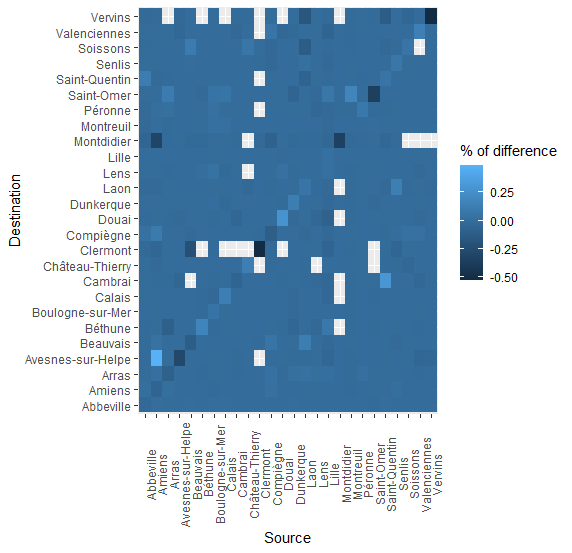 Vervins
Valenciennes
Soissons
Senlis
Saint-Quentin
Saint-Omer
Péronne
Montreuil
Montdidier
Lille
Lens
Laon
Dunkerque
Douai
Compiègne
Clermont
Château-Thierry
Cambrai
Calais
Boulogne-sur-Mer
Béthune
Beauvais
Avesnes-sur-Helpe
Arras
Amiens
Abbeville
Destination
Abbeville
Amiens
Arras
Avesnes-sur-Helpe
Beauvais
Béthune
Boulogne-sur-Mer
Calais
Cambrai
Château-Thierry
Clermont
Compiègne
Douai
Dunkerque
Laon
Lens
Lille
Montdidier
Montreuil
Péronne
Saint-Omer
Saint-Quentin
Senlis
Soissons
Valenciennes
Vervins
Source
% of difference
0.25
0.00
-0.25
-0.50